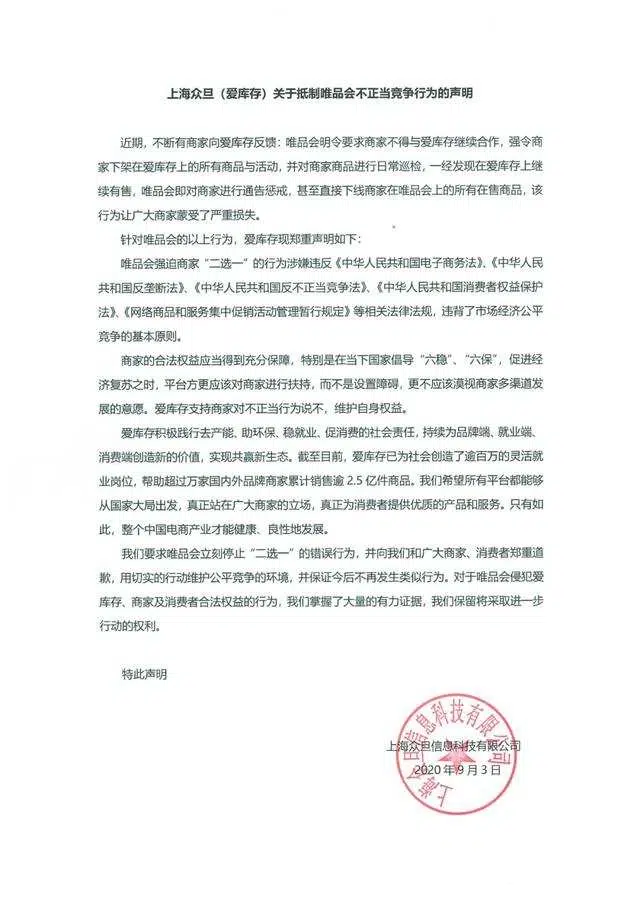 上海众旦（爱库存）关于抵制唯品会不正当竞争行为的声明
近期，不断有商家向爱库存反馈：唯品会明令要求商家不得与爱库存继续合作，强令商
家下架在爱库存上的所有商品与活动，并对商家商品进行日常巡检，一经发现在爱库存上继
续有售，唯品会即对商家进行通告惩戒，甚至直接下线商家在唯品会上的所有在售商品，该
行为让广大商家蒙受了严重损失。
针对唯品会的以上行为，爱库存现郑重声明如下：
唯品会强迫商家“二选一”的行为涉嫌违反《中华人民共和国电子商务法》、《中华人民
共和国反垄断法》、《中华人民共和国反不正当竞争法》、《中华人民共和国消费者权益保护
法》、《网络商品和服务集中促销活动管理暂行规定》等相关法律法规，违背了市场经济公平
竞争的基本原则。
商家的合法权益应当得到充分保障，特别是在当下国家倡导“六稳”、“六保”，促进经
济复苏之时，平台方更应该对商家进行扶持，而不是设置障碍，更不应该漠视商家多渠道发
展的意愿。爱库存支持商家对不正当行为说不，维护自身权益。
爱库存积极践行去产能、助环保、稳就业、促消费的社会责任，持续为品牌端、就业端、
消费端创造新的价值，实现共赢新生态。截至目前，爱库存已为社会创造了逾百万的灵活就
业岗位，帮助超过万家国内外品牌商家累计销售逾 2.5 亿件商品。我们希望所有平台都能够
从国家大局出发，真正站在广大商家的立场，真正为消费者提供优质的产品和服务。只有如
此，整个中国电商产业才能健康、良性地发展。
我们要求唯品会立刻停止“二选一”的错误行为，并向我们和广大商家、消费者郑重道
歉，用切实的行动维护公平竞争的环境，并保证今后不再发生类似行为。对于唯品会侵犯爱
库存、商家及消费者合法权益的行为，我们掌握了大量的有力证据，我们保留将采取进一步
行动的权利。
特此声明
上海众旦信息科技有限公司
2020 年 9 月 3 日
上海众旦信息科技有限公司